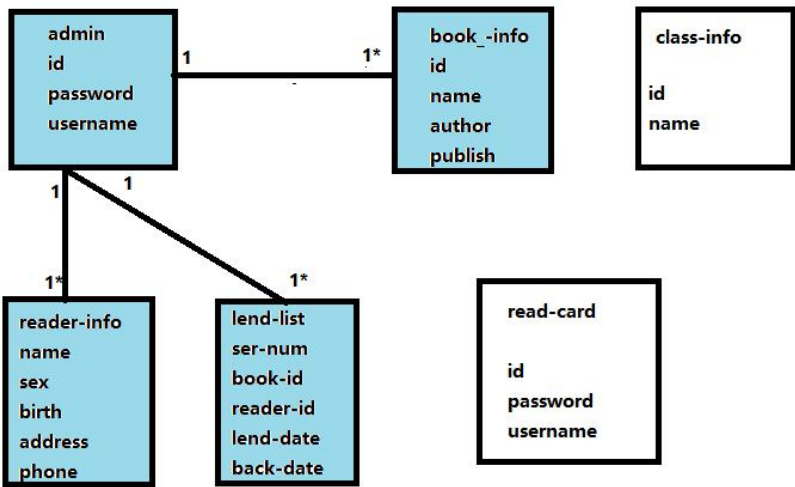 admin
id
password
username
1
1*
book_-info
id
name
author
publish
class-info
id
name
1
1
1*
1*
reader-info
name
sex
birth
address
phone
lend-list
ser-num
book-id
reader-id
lend-date
back-date
read-card
id
password
username